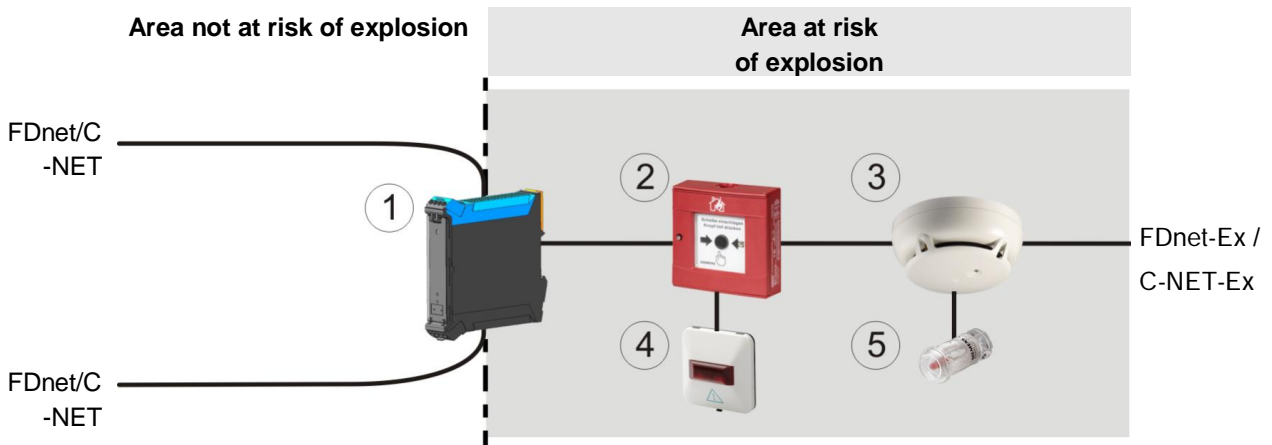 Area not at risk of explosion
Area at risk
of explosion
FDnet/C
-NET
1
2
3
FDnet-Ex /
C-NET-Ex
4
5
FDnet/C
-NET